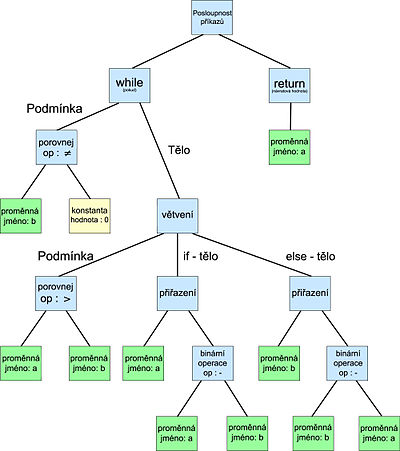 Posloupnost
příkazů
while
(pokud)
return
(návratová hodnota)
Podmínka
Tělo
porovnej
op : ≠
proměnná
jméno: a
proměnná
jméno: b
konstanta
hodnota : 0
větvení
Podmínka
if - tělo
else - tělo
porovnej
op : >
přiřazení
přiřazení
proměnná
jméno: a
proměnná
jméno: b
proměnná
jméno: a
binární
operace
op : -
proměnná
jméno: b
binární
operace
op : -
proměnná
jméno: a
proměnná
jméno: b
proměnná
jméno: b
proměnná
jméno: a